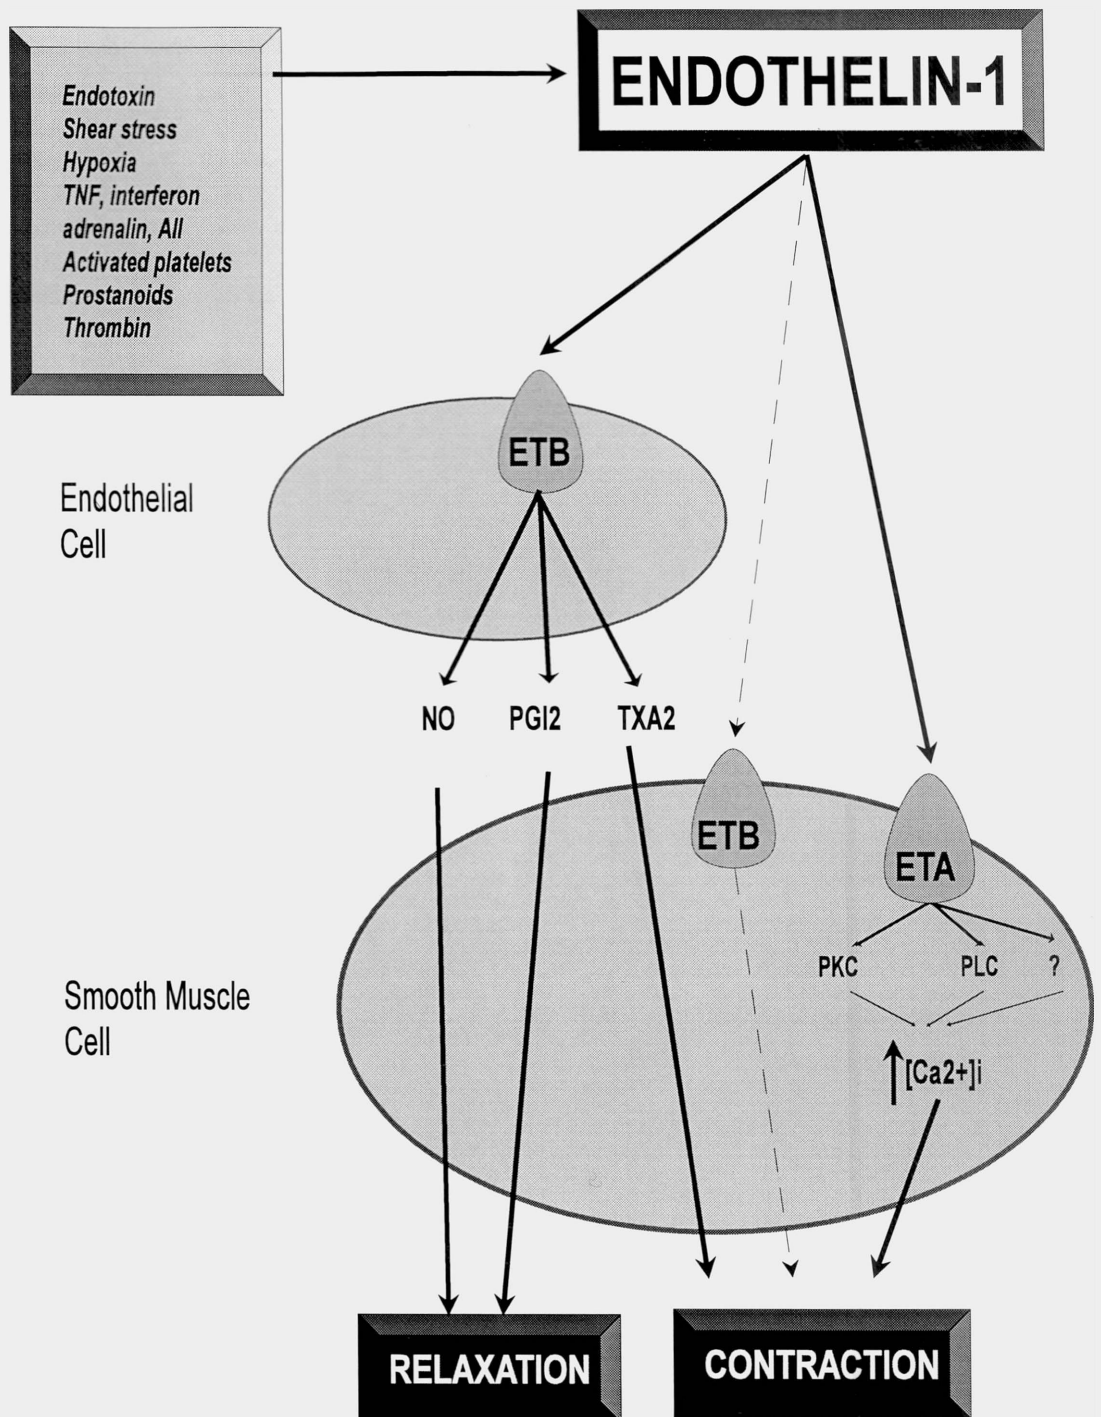 ENDOTHELIN-1
Endotoxin
Shear stress
Hypoxia
TNF, interferon
adrenalin, AII
Activated platelets
Prostanoids
Thrombin
ETB
Endothelial
Cell
NO PGI2 TXA2
ETB
ETA
PKC PLC ?
Smooth Muscle
Cell
[Ca2+]i
RELAXATION
CONTRACTION